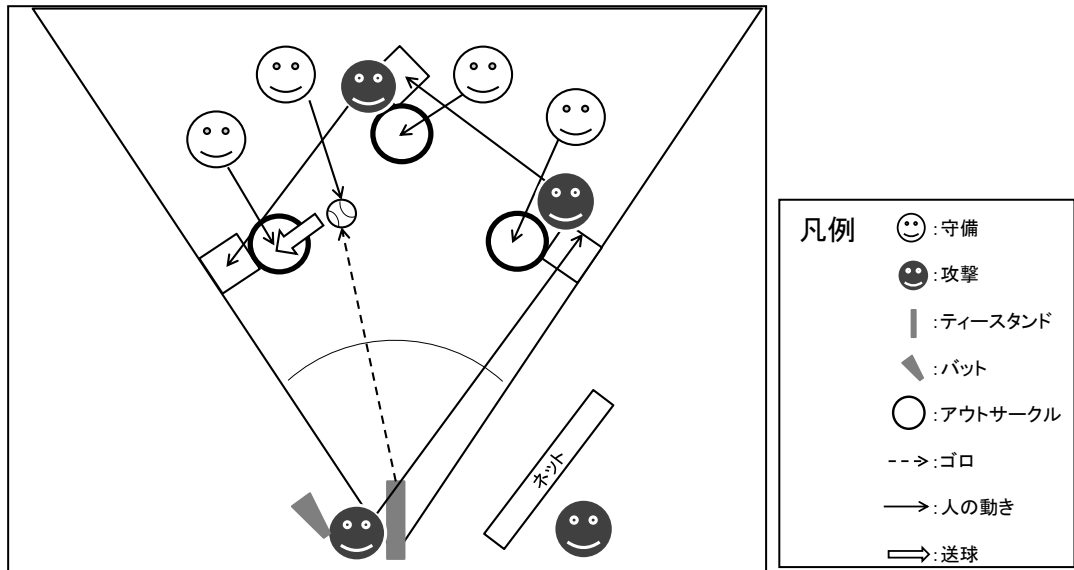 ネット
凡例
:守備
:攻撃
:ティースタンド
:バット
:アウトサークル
:ゴロ
:人の動き
:送球